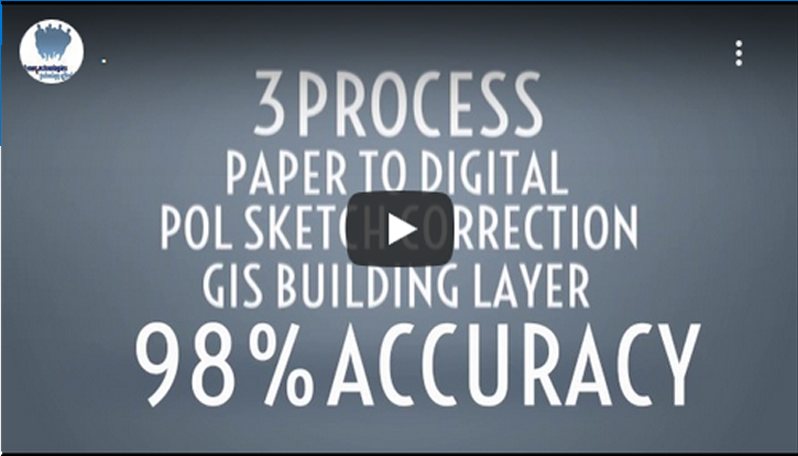 .
3 PROCESS
PAPER TO DIGITAL
POL SKETCH CORRECTION
GIS BUILDING LAYER
98% ACCURACY